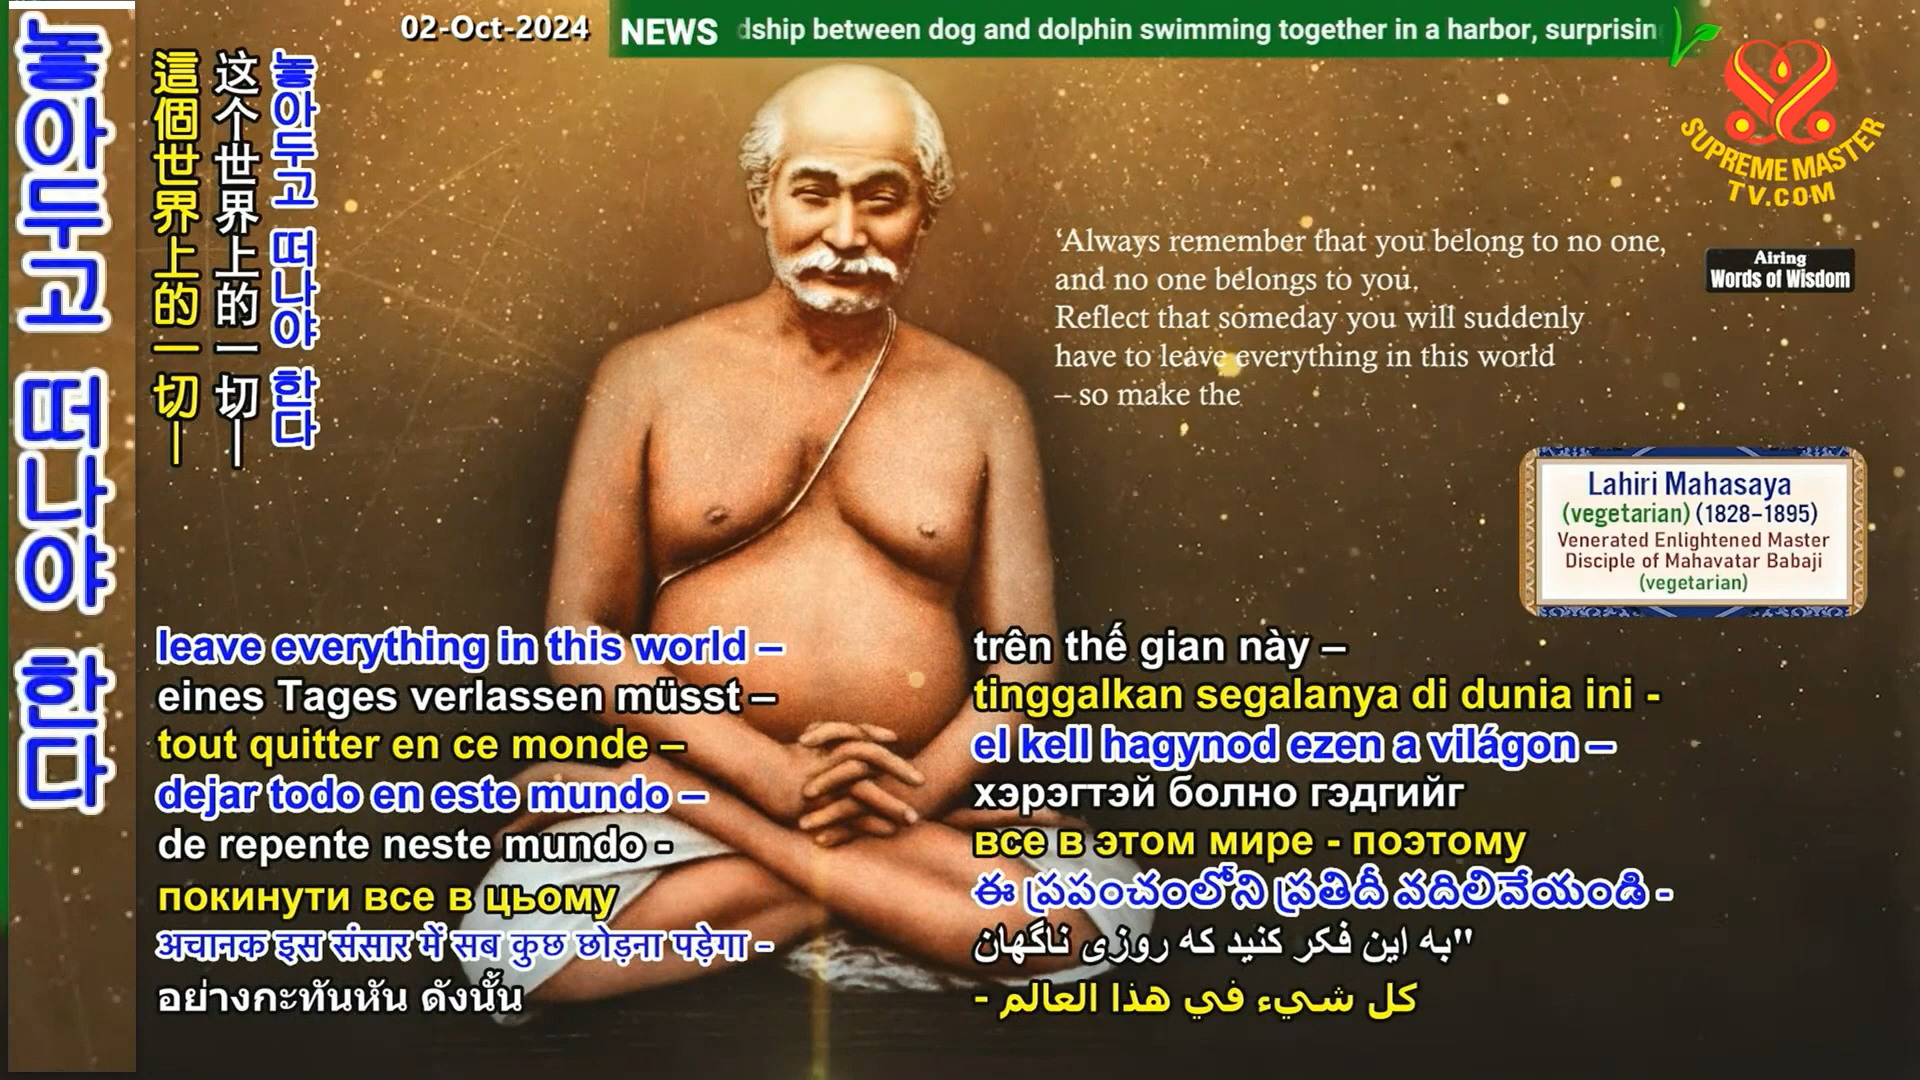 놓아두고 떠나야 한다
這個世界上的一切—
这个世界上的一切—
놓아두고 떠나야 한다
02-Oct-2024
NEWS
dship between dog and dolphin swimming together in a harbor, surprisin
SUPREME MASTER
TV.COM
‘Always remember that you belong to no one,
and no one belongs to you.
Reflect that someday you will suddenly
have to leave everything in this world
– so make the
Airing
Words of Wisdom
Lahiri Mahasaya
(vegetarian) (1828–1895)
Venerated Enlightened Master
Disciple of Mahavatar Babaji
(vegetarian)
leave everything in this world –
eines Tages verlassen müsst –
tout quitter en ce monde –
dejar todo en este mundo –
de repente neste mundo -
покинути все в цьому
अचानक इस संसार में सब कुछ छोड़ना पड़ेगा -
อย่างกะทันหัน ดังนั้น
trên thế gian này –
tinggalkan segalanya di dunia ini -
el kell hagynod ezen a világon –
хэрэгтэй болно гэдгийг
все в этом мире - поэтому
ఈ ప్రపంచంలోని ప్రతిదీ వదిలివేయండి -
"به این فکر کنید که روزی ناگهان
كل شيء في هذا العالم -